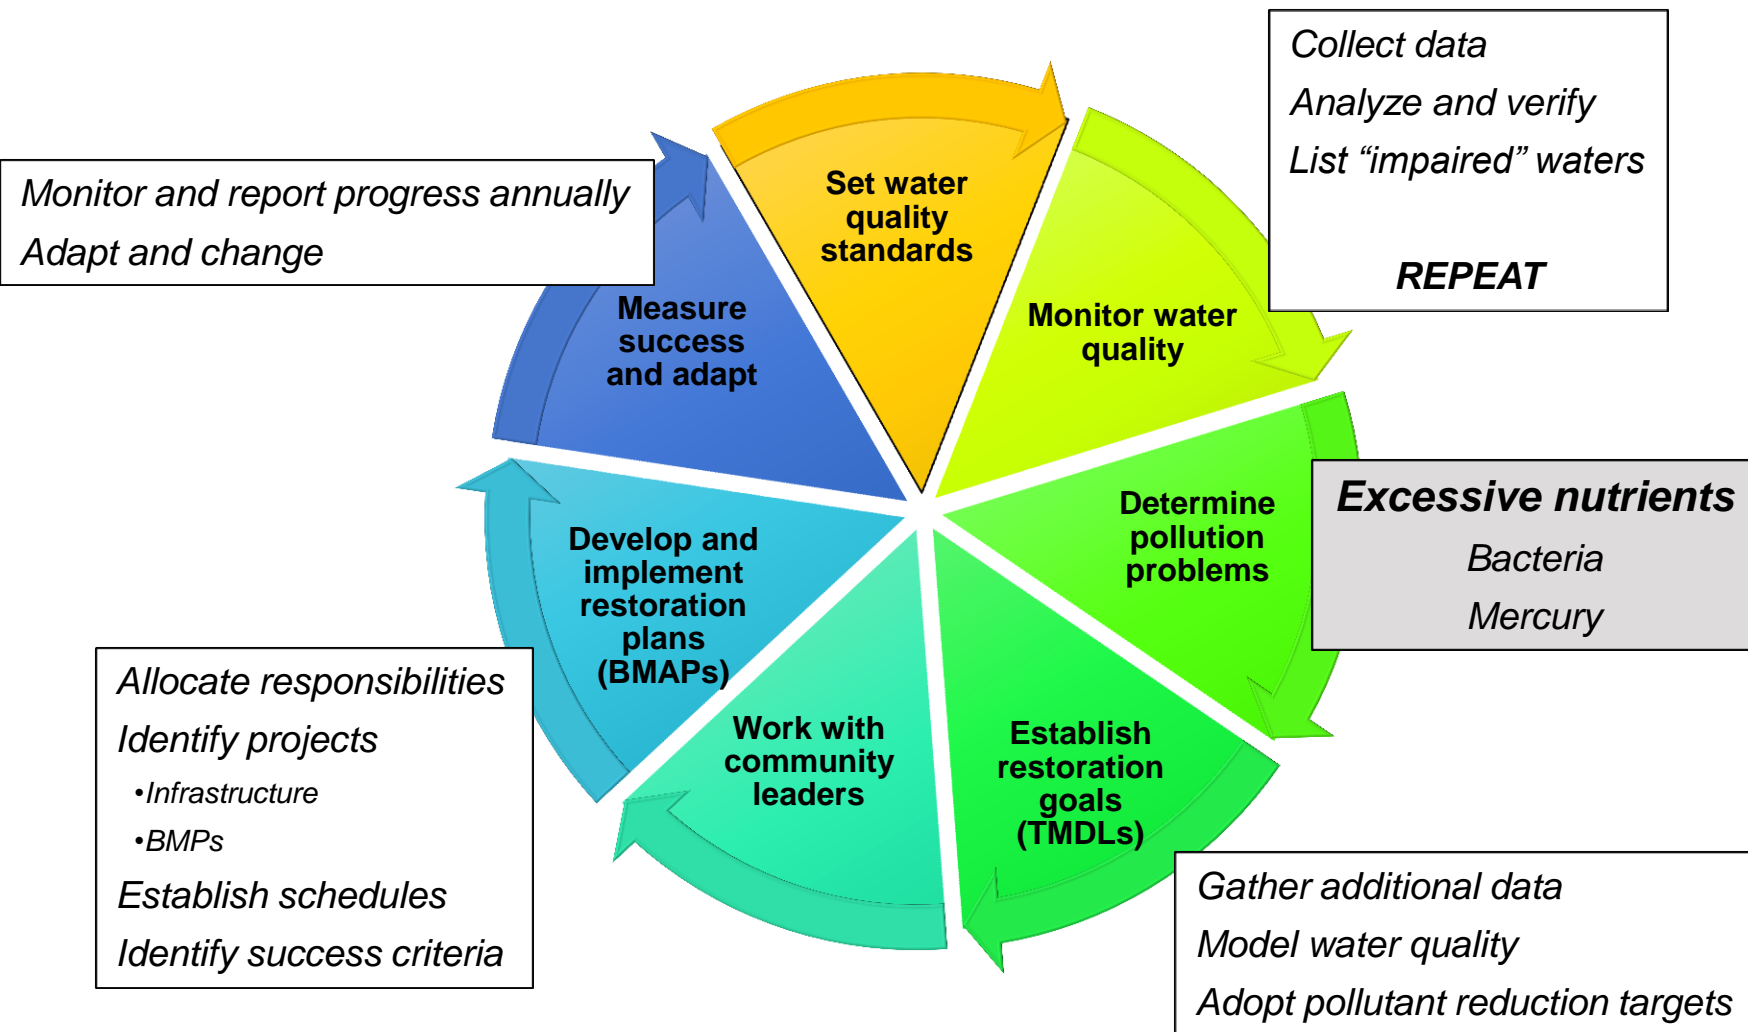 Set water
quality
standards
Collect data
Analyze and verify
List “impaired” waters
REPEAT
Monitor water
quality
Determine
pollution
problems
Excessive nutrients
Bacteria
Mercury
Establish
restoration
goals
(TMDLs)
Gather additional data
Model water quality
Adopt pollutant reduction targets
Work with
community
leaders
Develop and
implement
restoration
plans
(BMAPs)
Allocate responsibilities
Identify projects
•Infrastructure
•BMPs
Establish schedules
Identify success criteria
Measure
success
and adapt
Monitor and report progress annually
Adapt and change